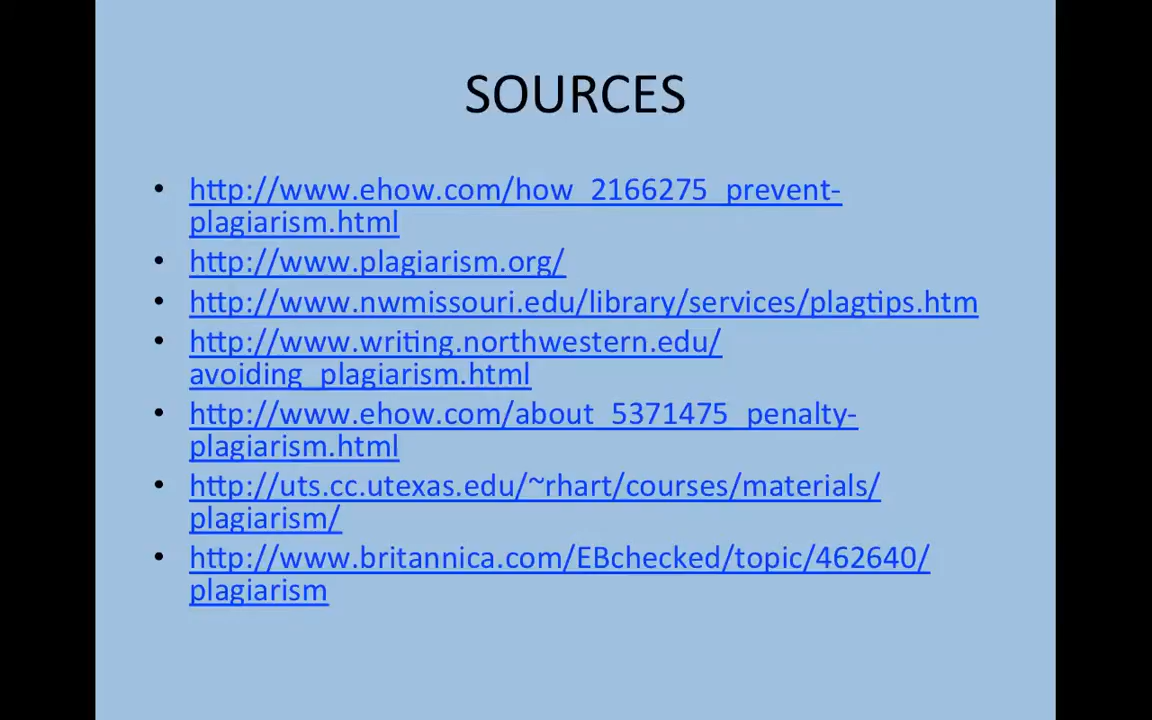 SOURCES
• http://www.ehow.com/how_2166275_prevent-
plagiarism.html
• http://www.plagiarism.org/
• http://www.nwmissouri.edu/library/services/plagtips.htm
• http://www.writing.northwestern.edu/
avoiding_plagiarism.html
• http://www.ehow.com/about_5371475_penalty-
plagiarism.html
• http://uts.cc.utexas.edu/~rhart/courses/materials/
plagiarism/
• http://www.britannica.com/EBchecked/topic/462640/
plagiarism